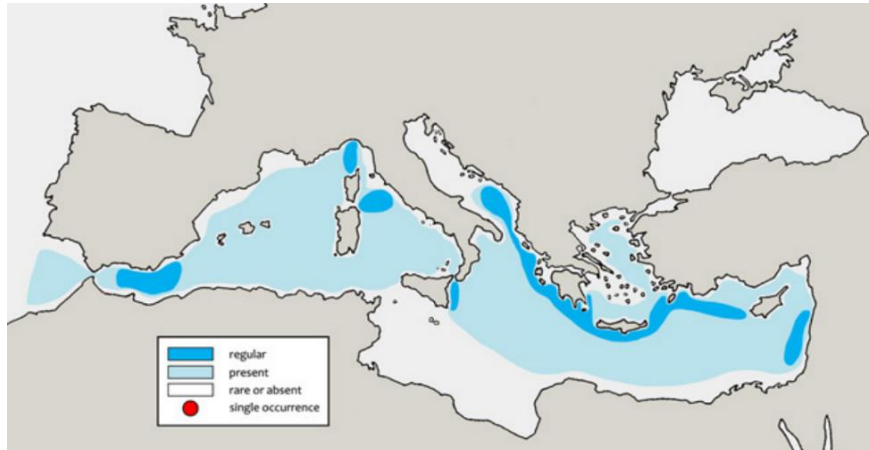 regular
present
rare or absent
single occurrence